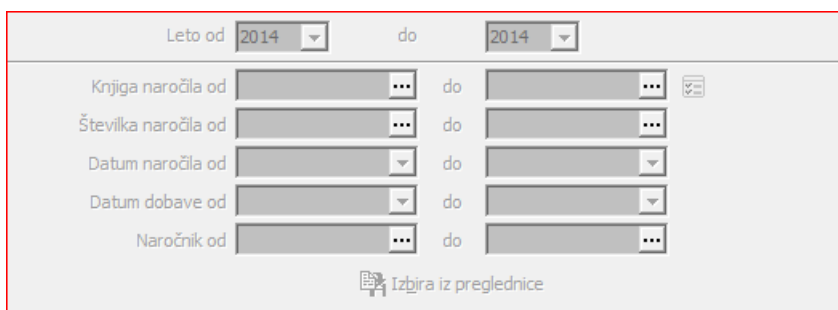 Leto od 2014 do 2014
Knjiga naročila od do
Številka naročila od do
Datum naročila od do
Datum dobave od do
Naročnik od do
Izbira iz preglednice